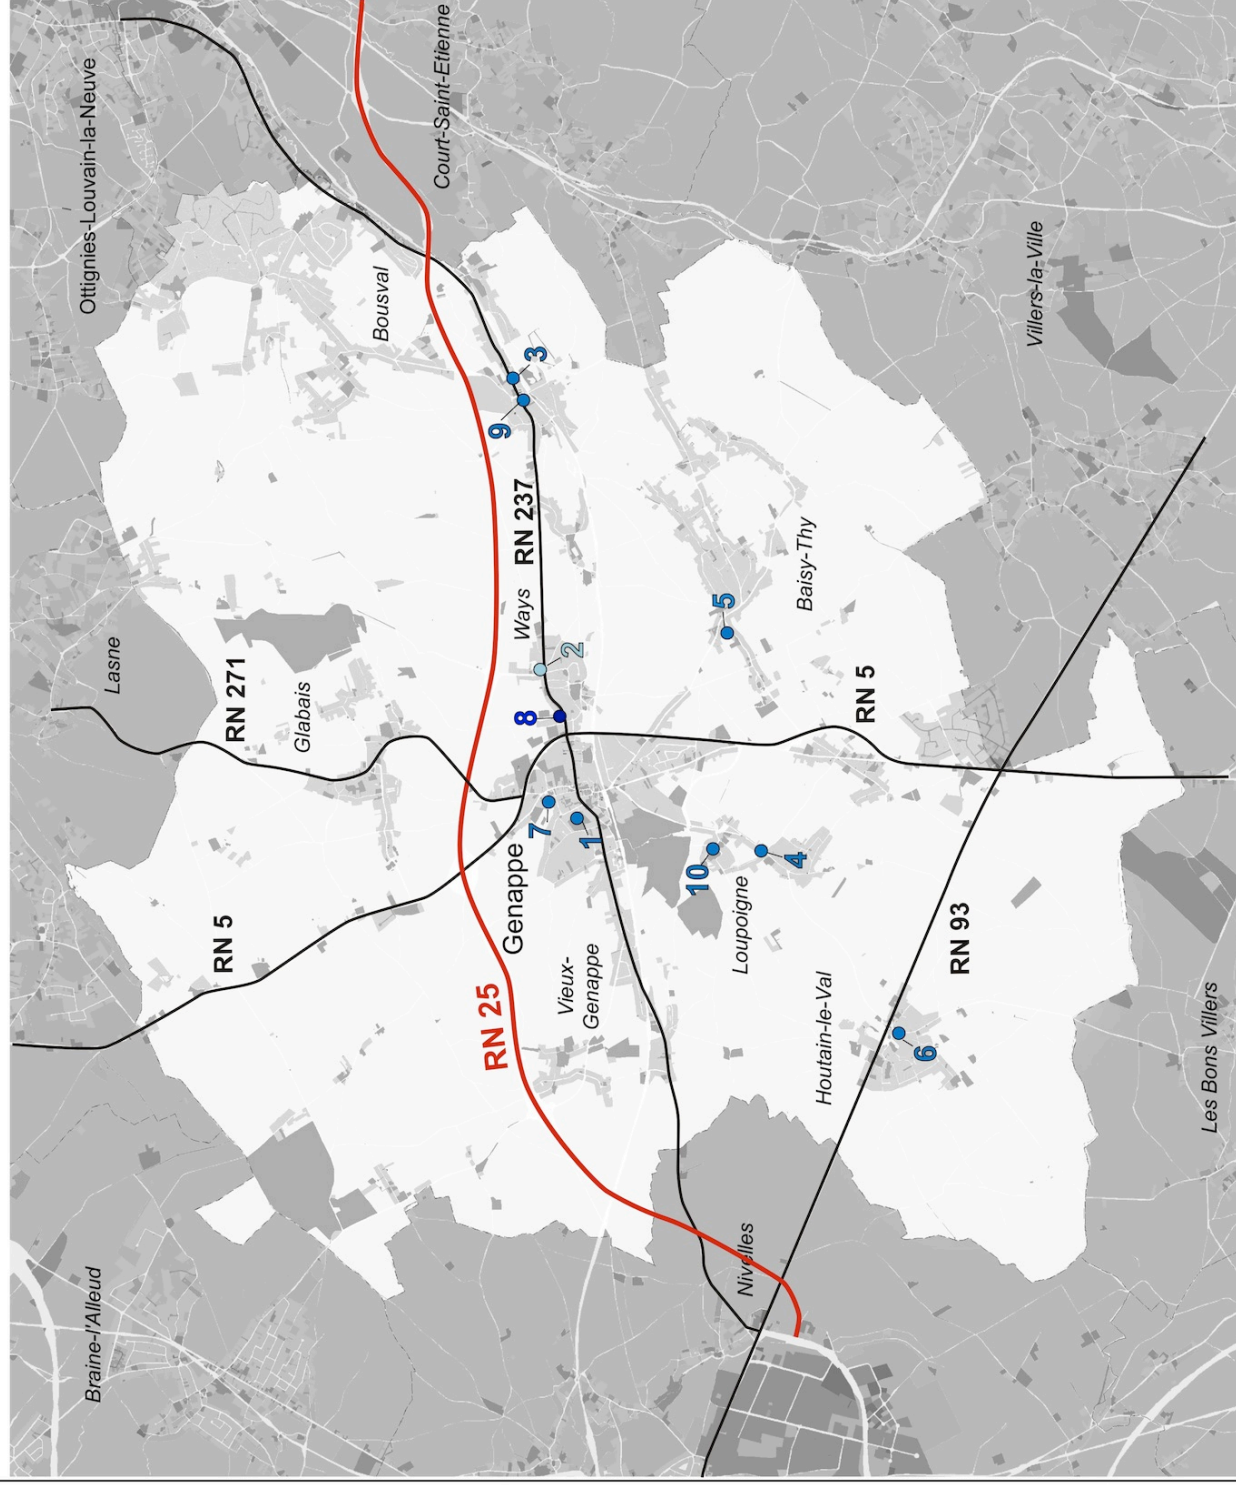 Braine-l'Alleud
Lasne
Ottignies-Louvain-la-Neuve
RN 5
RN 271
Glabais
Bousval
Court-Saint-Etienne
RN 25
Genappe
Vieux-
Genappe
7
1
8
2
Ways
RN 237
9
3
Nivelles
Houtain-le-Val
Loupoigne
10
4
5
Baisy-Thy
RN 5
6
RN 93
Villers-la-Ville
Les Bons Villers